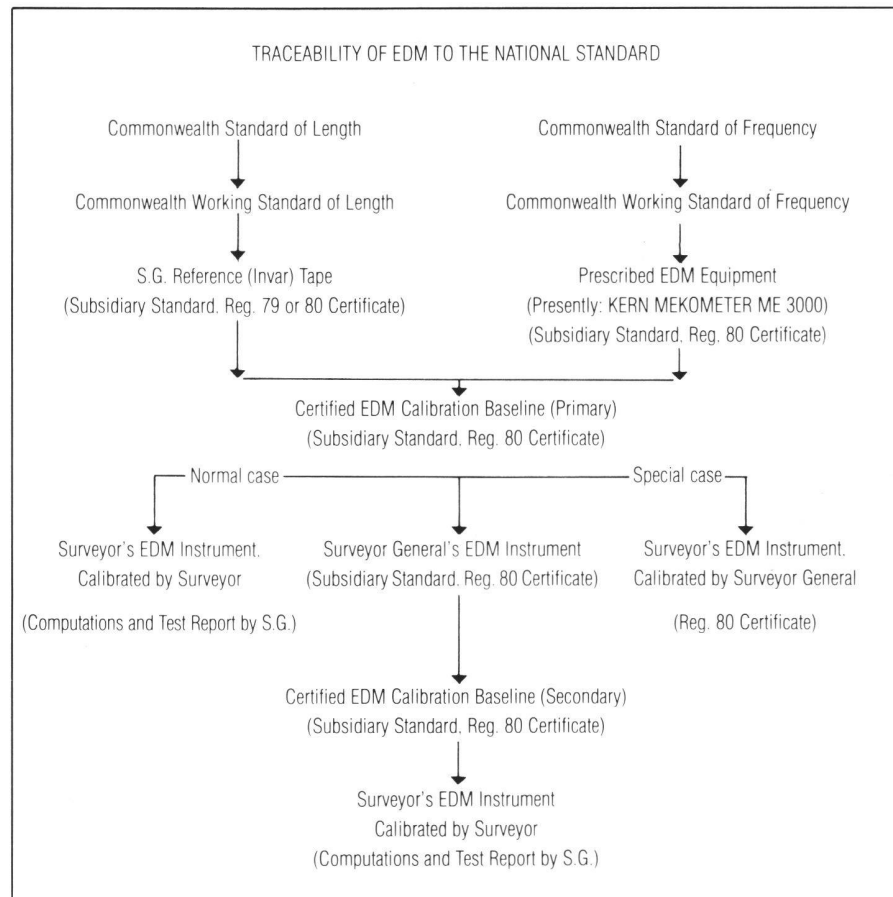 TRACEABILITY OF EDM TO THE NATIONAL STANDARD
Commonwealth Standard of Length
Commonwealth Standard of Frequency
Commonwealth Working Standard of Length
Commonwealth Working Standard of Frequency
S.G. Reference (Invar) Tape
(Subsidiary Standard. Reg. 79 or 80 Certificate)
Prescribed EDM Equipment
(Presently: KERN MEKOMETER ME 3000)
(Subsidiary Standard, Reg. 80 Certificate)
Certified EDM Calibration Baseline (Primary)
(Subsidiary Standard. Reg. 80 Certificate)
Normal case
Special case
Surveyor's EDM Instrument.
Calibrated by Surveyor
(Computations and Test Report by S.G.)
Surveyor General's EDM Instrument
(Subsidiary Standard. Reg. 80 Certificate)
Surveyor's EDM Instrument.
Calibrated by Surveyor General
(Reg. 80 Certificate)
Certified EDM Calibration Baseline (Secondary)
(Subsidiary Standard, Reg. 80 Certificate)
Surveyor's EDM Instrument
Calibrated by Surveyor
(Computations and Test Report by S.G.)